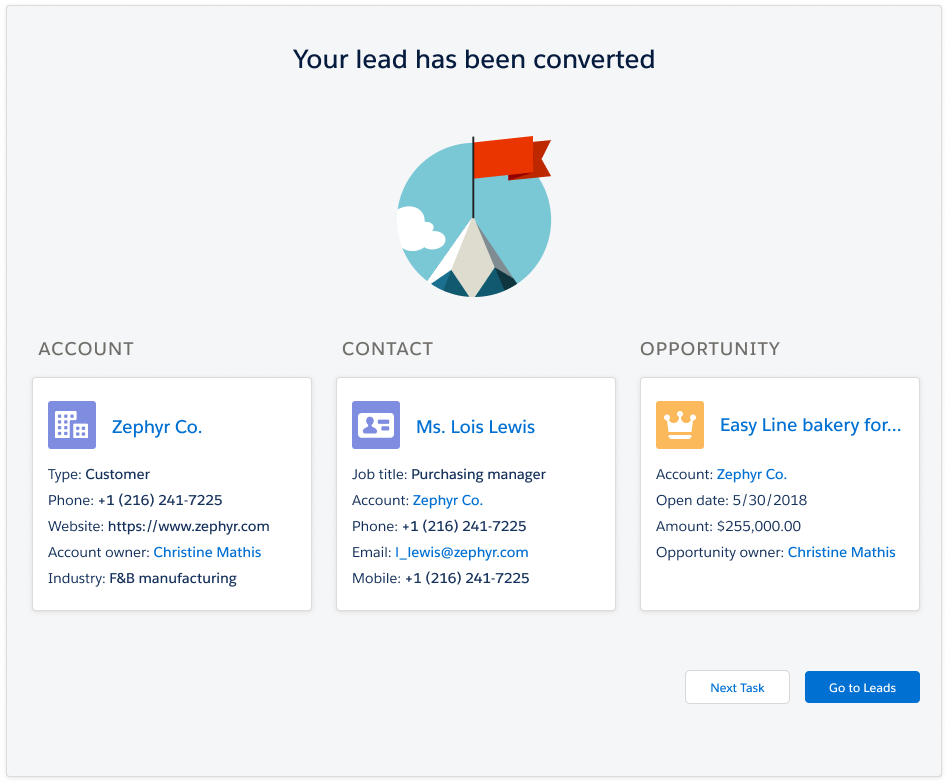 Your lead has been converted
ACCOUNT
Zephyr Co.
Type: Customer
Phone: +1 (216) 241-7225
Website: https://www.zephyr.com
Account owner: Christine Mathis
Industry: F&B manufacturing
CONTACT
Ms. Lois Lewis
Job title: Purchasing manager
Account: Zephyr Co.
Phone: +1 (216) 241-7225
Email: l_lewis@zephyr.com
Mobile: +1 (216) 241-7225
OPPORTUNITY
Easy Line bakery for...
Account: Zephyr Co.
Open date: 5/30/2018
Amount: $255,000.00
Opportunity owner: Christine Mathis
Next Task
Go to Leads